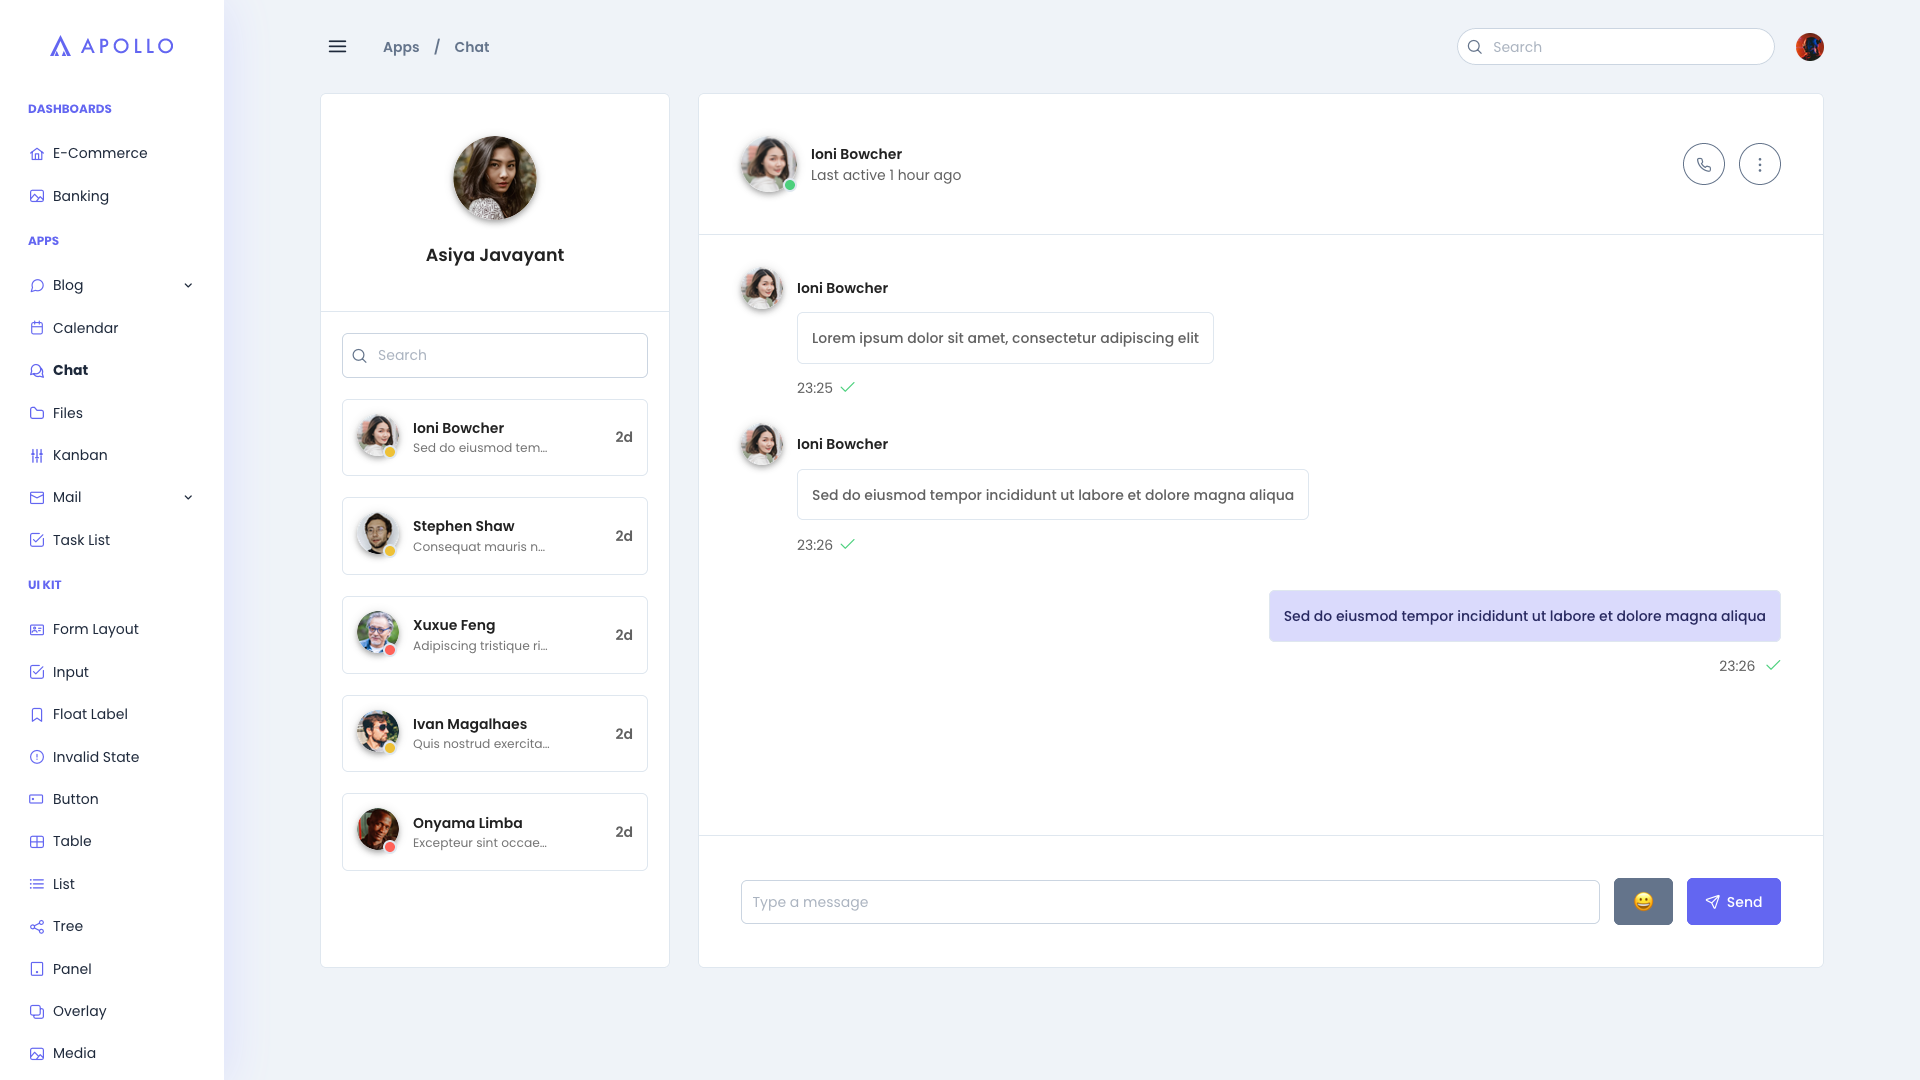 APOLLO
DASHBOARDS
E-Commerce
Banking
APPS
Blog
Calendar
Chat
Files
Kanban
Mail
Task List
UI KIT
Form Layout
Input
Float Label
Invalid State
Button
Table
List
Tree
Panel
Overlay
Media
Apps / Chat
Search
Asiya Javayant
Search
Ioni Bowcher
Sed do eiusmod tem...
2d
Stephen Shaw
Consequat mauris n...
2d
Xuxue Feng
Adipiscing tristique ri...
2d
Ivan Magalhaes
Quis nostrud exercita...
2d
Onyama Limba
Excepteur sint occae...
2d
Ioni Bowcher
Last active 1 hour ago
Ioni Bowcher
Lorem ipsum dolor sit amet, consectetur adipiscing elit
23:25
Ioni Bowcher
Sed do eiusmod tempor incididunt ut labore et dolore magna aliqua
23:26
Sed do eiusmod tempor incididunt ut labore et dolore magna aliqua
23:26
Type a message
Send